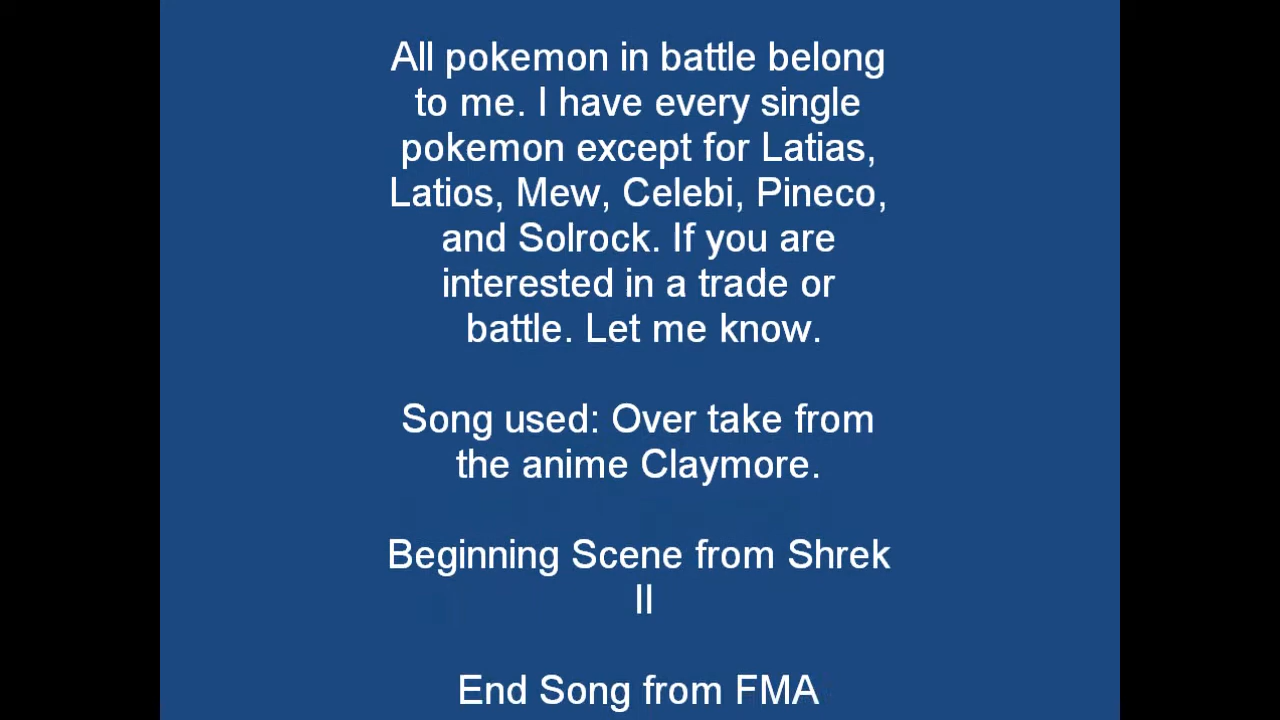 All pokemon in battle belong
to me. I have every single
pokemon except for Latias,
Latios, Mew, Celebi, Pineco,
and Solrock. If you are
interested in a trade or
battle. Let me know.
Song used: Over take from
the anime Claymore.
Beginning Scene from Shrek
II
End Song from FMA